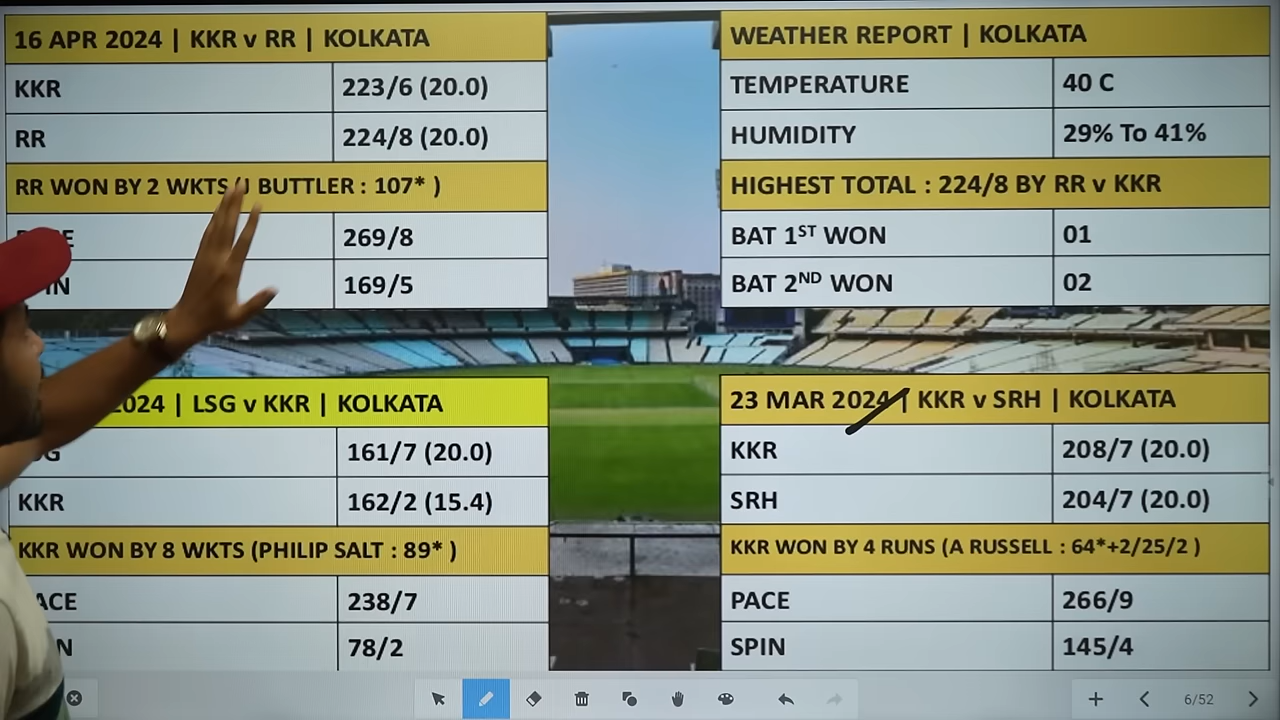 16 APR 2024 | KKR v RR | KOLKATA
KKR 223/6 (20.0)
RR 224/8 (20.0)
RR WON BY 2 WKTS (J BUTTLER : 107* )
269/8
169/5
2024 | LSG v KKR | KOLKATA
161/7 (20.0)
KKR 162/2 (15.4)
KKR WON BY 8 WKTS (PHILIP SALT : 89* )
238/7
78/2
WEATHER REPORT | KOLKATA
TEMPERATURE 40 C
HUMIDITY 29% To 41%
HIGHEST TOTAL : 224/8 BY RR v KKR
BAT 1ST WON 01
BAT 2ND WON 02
23 MAR 2024 | KKR v SRH | KOLKATA
KKR 208/7 (20.0)
SRH 204/7 (20.0)
KKR WON BY 4 RUNS (A RUSSELL : 64*+2/25/2 )
PACE 266/9
SPIN 145/4
6/52